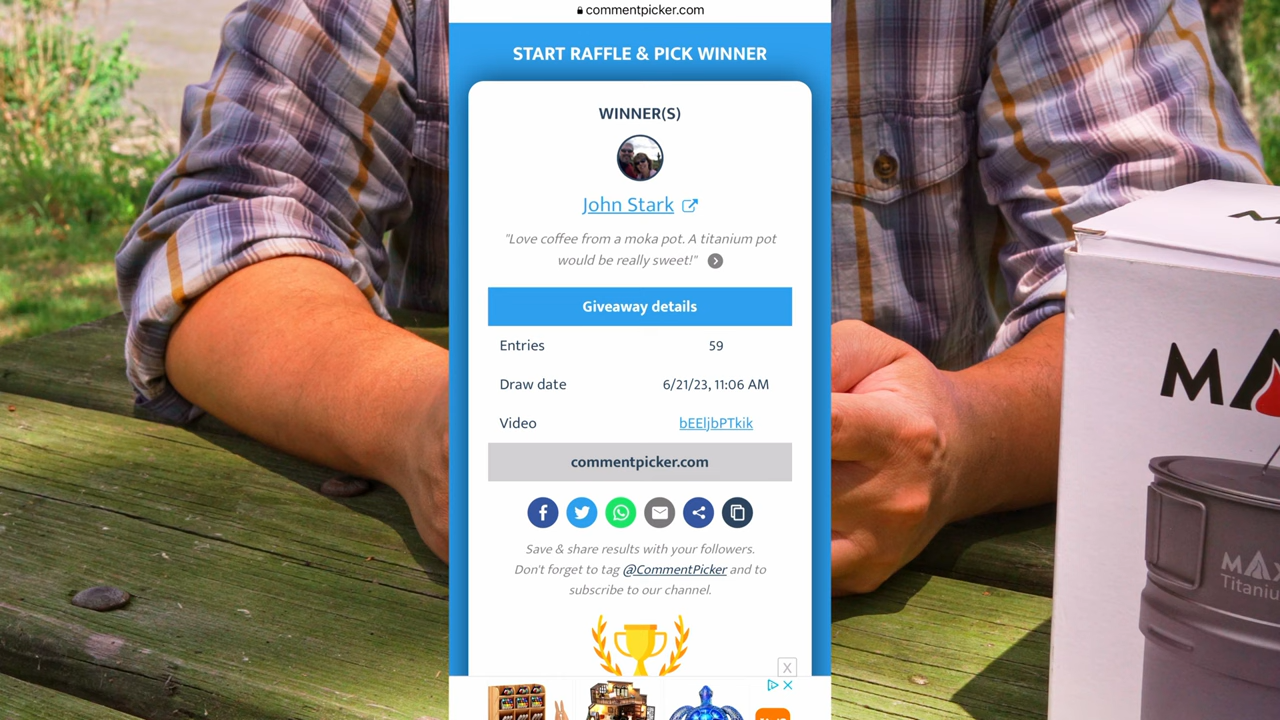 commentpicker.com
START RAFFLE & PICK WINNER
WINNER(S)
John Stark
"Love coffee from a moka pot. A titanium pot
would be really sweet!"
Giveaway details
Entries 59
Draw date 6/21/23, 11:06 AM
Video bEEljbPTkik
commentpicker.com
Save & share results with your followers.
Don't forget to tag @CommentPicker and to
subscribe to our channel.
X